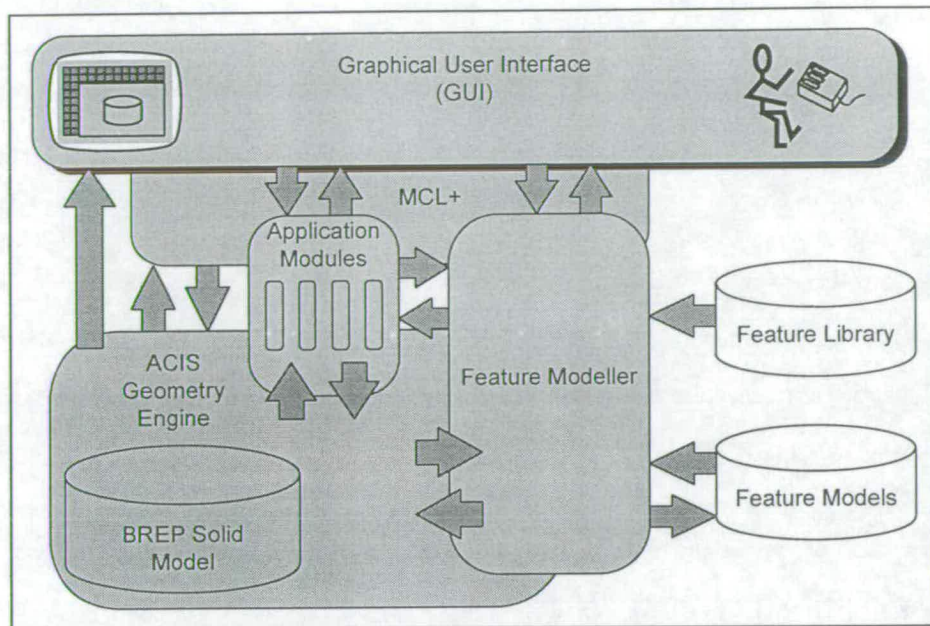 Graphical User Interface
(GUI)
MCL+
Application
Modules
ACIS
Geometry
Engine
Feature Modeller
Feature Library
Feature Models
BREP Solid
Model